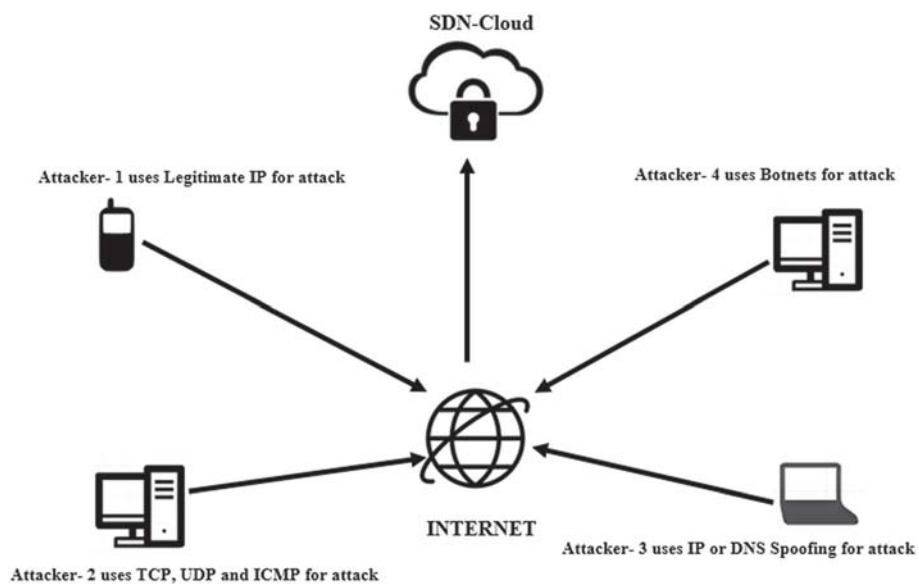 SDN-Cloud
Attacker- 1 uses Legitimate IP for attack
Attacker- 4 uses Botnets for attack
INTERNET
Attacker- 3 uses IP or DNS Spoofing for attack
Attacker- 2 uses TCP, UDP and ICMP for attack